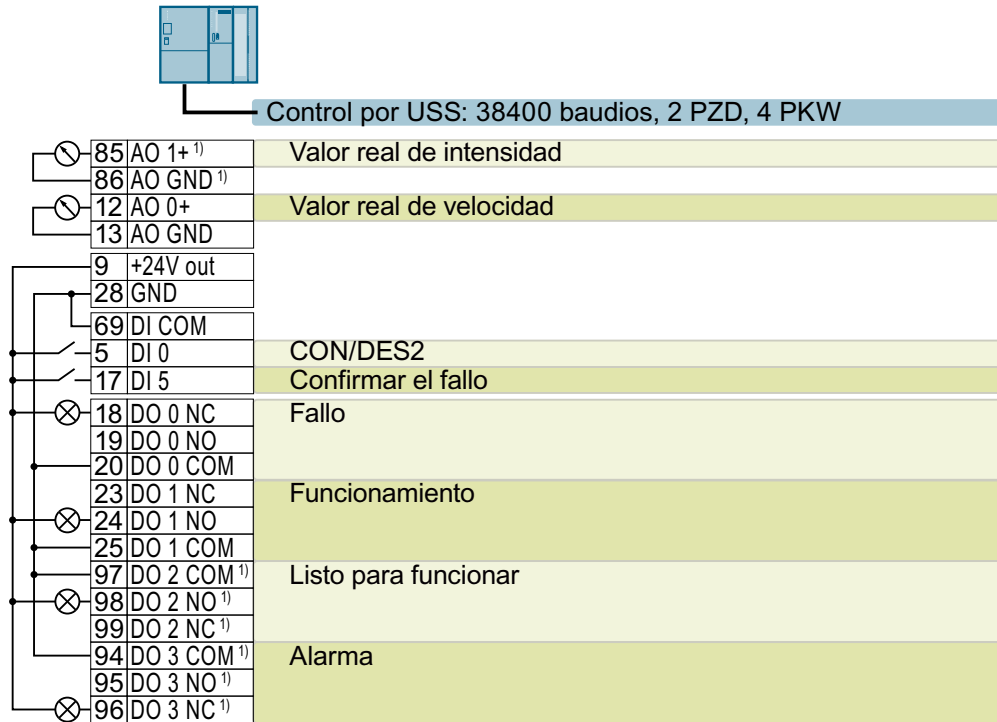 Control por USS: 38400 baudios, 2 PZD, 4 PKW
85 AO 1+ 1) Valor real de intensidad
86 AO GND 1)
12 AO 0+ Valor real de velocidad
13 AO GND
9 +24V out
28 GND
69 DI COM
5 DI 0 CON/DES2
17 DI 5 Confirmar el fallo
18 DO 0 NC Fallo
19 DO 0 NO
20 DO 0 COM
23 DO 1 NC Funcionamiento
24 DO 1 NO
25 DO 1 COM
97 DO 2 COM 1) Listo para funcionar
98 DO 2 NO 1)
99 DO 2 NC 1)
94 DO 3 COM 1) Alarma
95 DO 3 NO 1)
96 DO 3 NC 1)